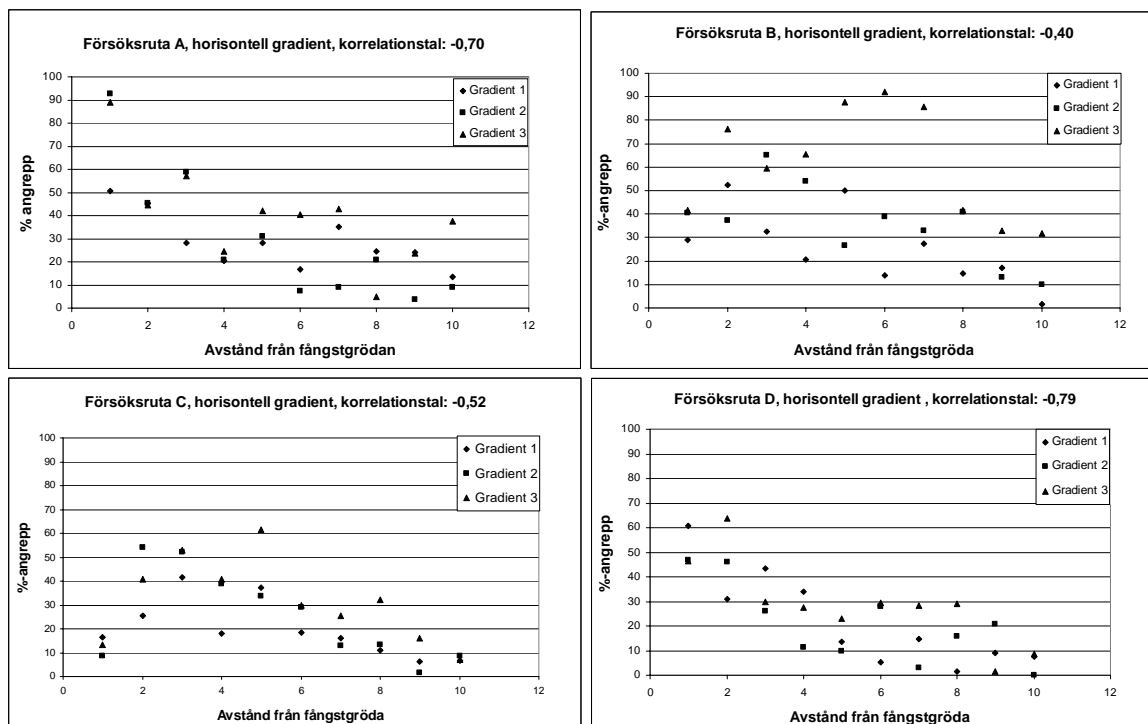 Försöksruta A, horisontell gradient, korrelationstal: -0,70
100
90
80
70
60
50
40
30
20
10
0
% angrepp
Gradient 1
Gradient 2
Gradient 3
0 2 4 6 8 10 12
Avstånd från fångstgrödan
Försöksruta B, horisontell gradient, korrelationstal: -0,40
100
90
80
70
60
50
40
30
20
10
0
%-angrepp
Gradient 1
Gradient 2
Gradient 3
0 2 4 6 8 10 12
Avstånd från fångstgröda
Försöksruta C, horisontell gradient, korrelationstal: -0,52
100
90
80
70
60
50
40
30
20
10
0
%-angrepp
Gradient 1
Gradient 2
Gradient 3
0 2 4 6 8 10 12
Avstånd från fångstgröda
Försöksruta D, horisontell gradient , korrelationstal: -0,79
100
90
80
70
60
50
40
30
20
10
0
%-angrepp
Gradient 1
Gradient 2
Gradient 3
0 2 4 6 8 10 12
Avstånd från fångstgröda